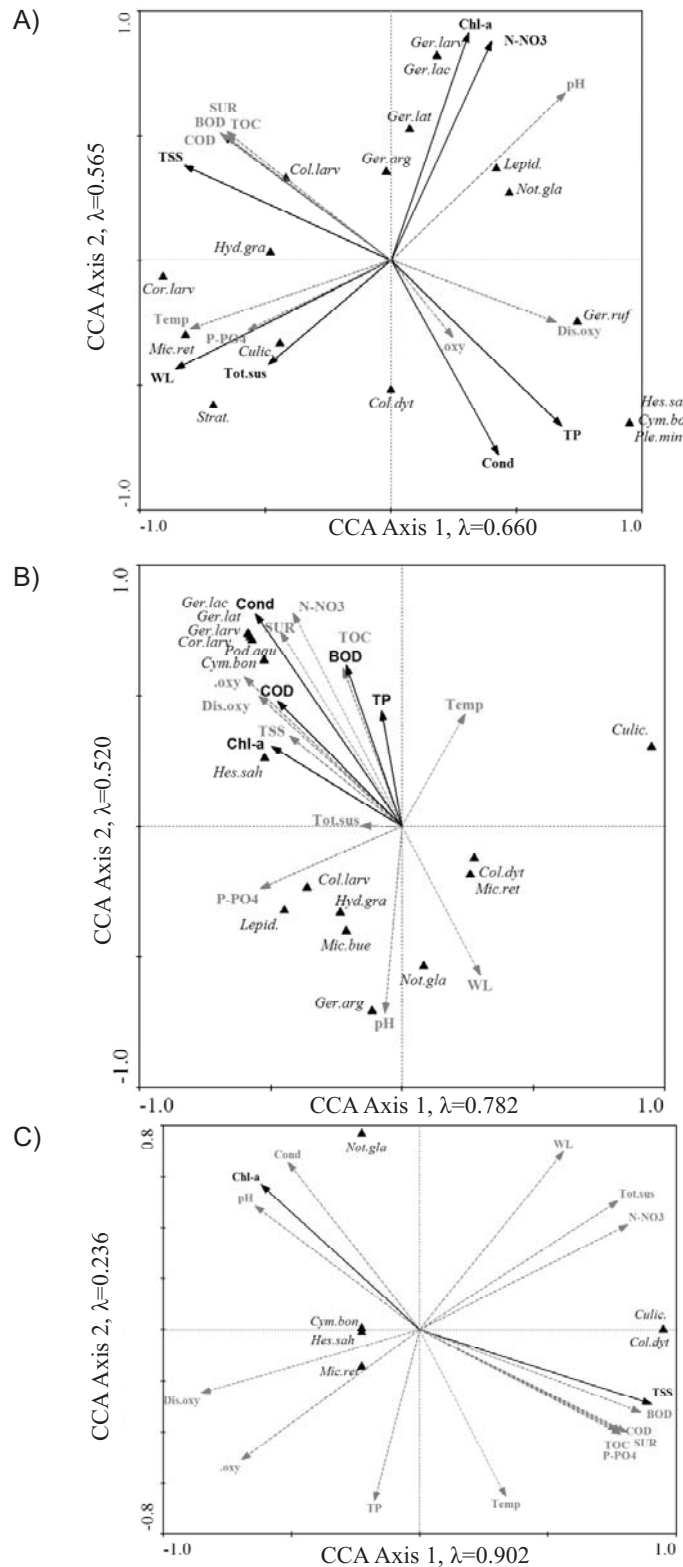 A)
1.0
Chl-a
Ger.larv
N-NO3
Ger.lac
pH
SUR
BOD
TOC
COD
Ger.lat
TSS
Ger.arg
Lepid.
Col.larv
Not.gla
Hyd.gra
Cor.larv
Temp
P-PO4
Dis.oxy
Ger.ruf
.oxy
Mic.ret
Culic.
WL
Tot.sus
Hes.sa
Col.dyt
Strat.
Cym.bo
TP
Ple.min
Cond
-1.0
CCA Axis 2, λ=0.565
-1.0
CCA Axis 1, λ=0.660
1.0
B)
1.0
Ger.lac
Cond
N-NO3
Ger.lat
SUR
TOC
Ger.larv
Cor.larv
Pod.aqu
BOD
Cym.bon
.oxy
COD
TP
Temp
Dis.oxy
TSS
Culic.
Chl-a
Hes.sah
Tot.sus
P-PO4
Col.larv
Col.dyt
Lepid.
Hyd.gra
Mic.ret
Mic.bue
Not.gla
WL
Ger.arg
pH
-1.0
CCA Axis 2, λ=0.520
-1.0
CCA Axis 1, λ=0.782
1.0
C)
0.8
Not.gla
Cond
WL
Chl-a
pH
Tot.sus
N-NO3
Cym.bon
Culic.
Hes.sah
Col.dyt
Mic.ret
TSS
Dis.oxy
BOD
COD
TOC
SUR
.oxy
P-PO4
TP
Temp
-0.8
CCA Axis 2, λ=0.236
-1.0
CCA Axis 1, λ=0.902
1.0